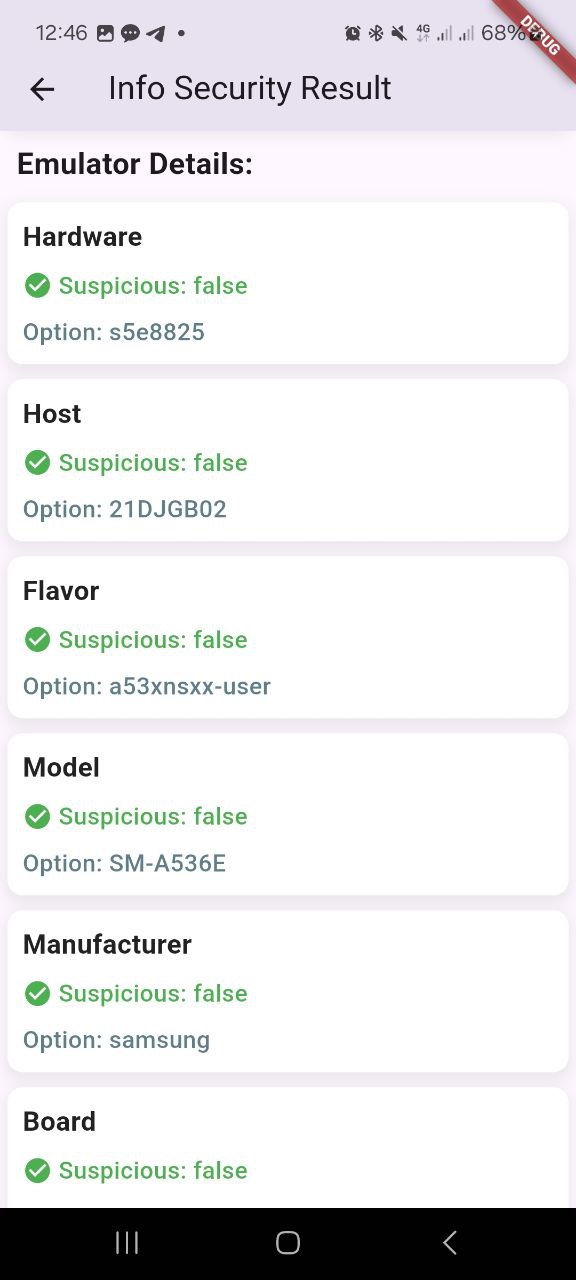 12:46
4G
68%
DEBUG
Info Security Result
Emulator Details:
Hardware
Suspicious: false
Option: s5e8825
Host
Suspicious: false
Option: 21DJGB02
Flavor
Suspicious: false
Option: a53xnsxx-user
Model
Suspicious: false
Option: SM-A536E
Manufacturer
Suspicious: false
Option: samsung
Board
Suspicious: false